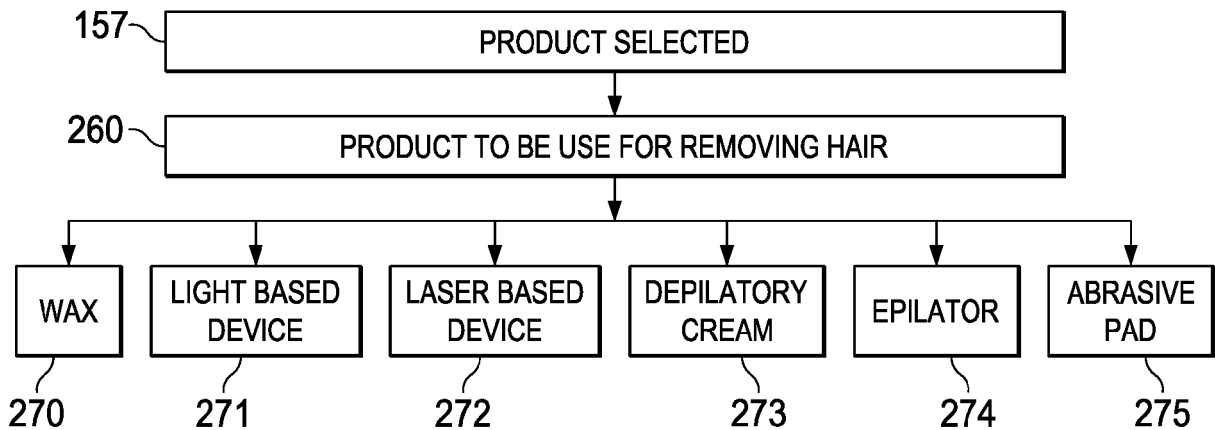 157
PRODUCT SELECTED
260
PRODUCT TO BE USE FOR REMOVING HAIR
WAX
LIGHT BASED
DEVICE
LASER BASED
DEVICE
DEPILATORY
CREAM
EPILATOR
ABRASIVE
PAD
270
271
272
273
274
275